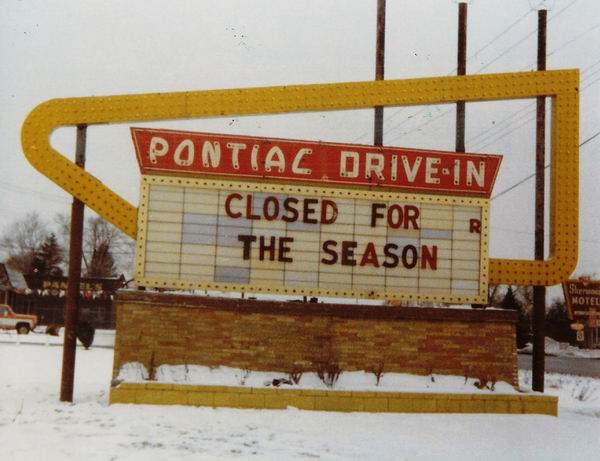 PONTIAC DRIVE-IN
CLOSED FOR R
THE SEASON
MOTEL